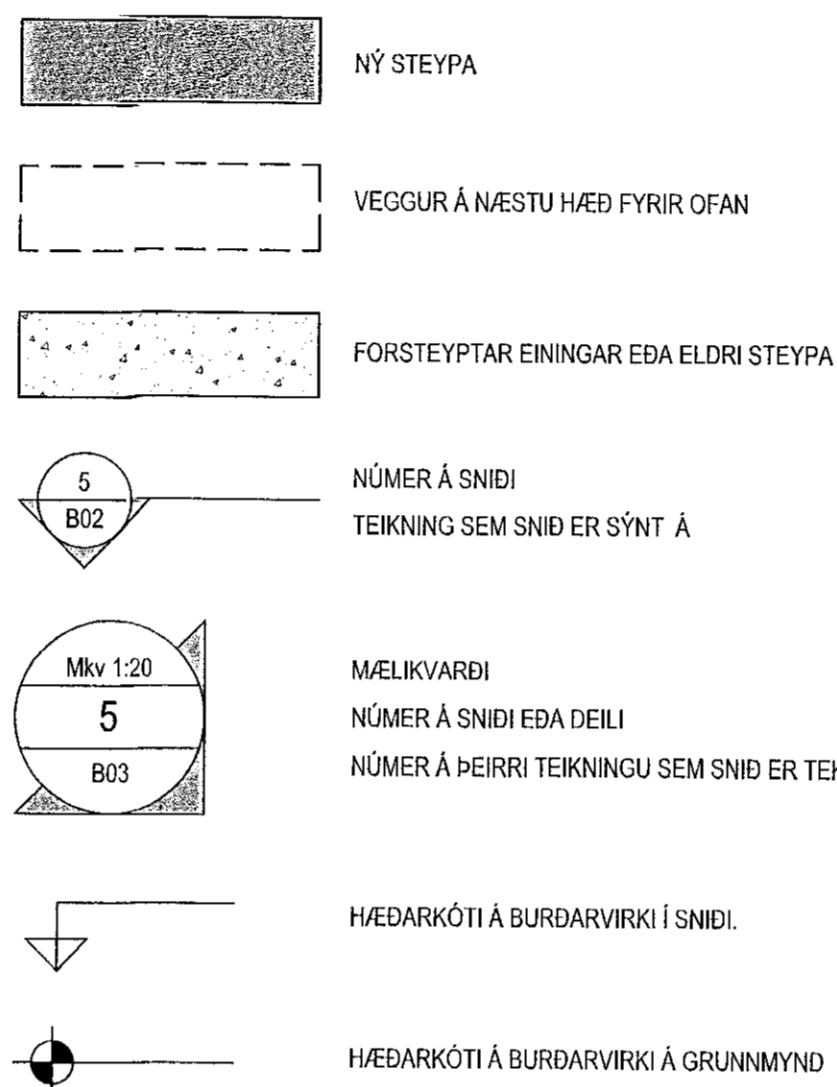 NÝ STEYPA
VEGGUR Á NÆSTU HÆÐ FYRIR OFAN
FORSTEYPTAR EININGAR EÐA ELDRI STEYPA
5
B02
NÚMER Á SNIÐI
TEIKNING SEM SNIÐ ER SÝNT Á
Mkv 1:20
5
B03
MÆLIKVARÐI
NÚMER Á SNIÐI EÐA DEILI
NÚMER Á ÞEIRRI TEIKNINGU SEM SNIÐ ER
HÆÐARKÓTI Á BURÐARVIRKI Í SNIÐI.
HÆÐARKÓTI Á BURÐARVIRKI Á GRUNNMYND